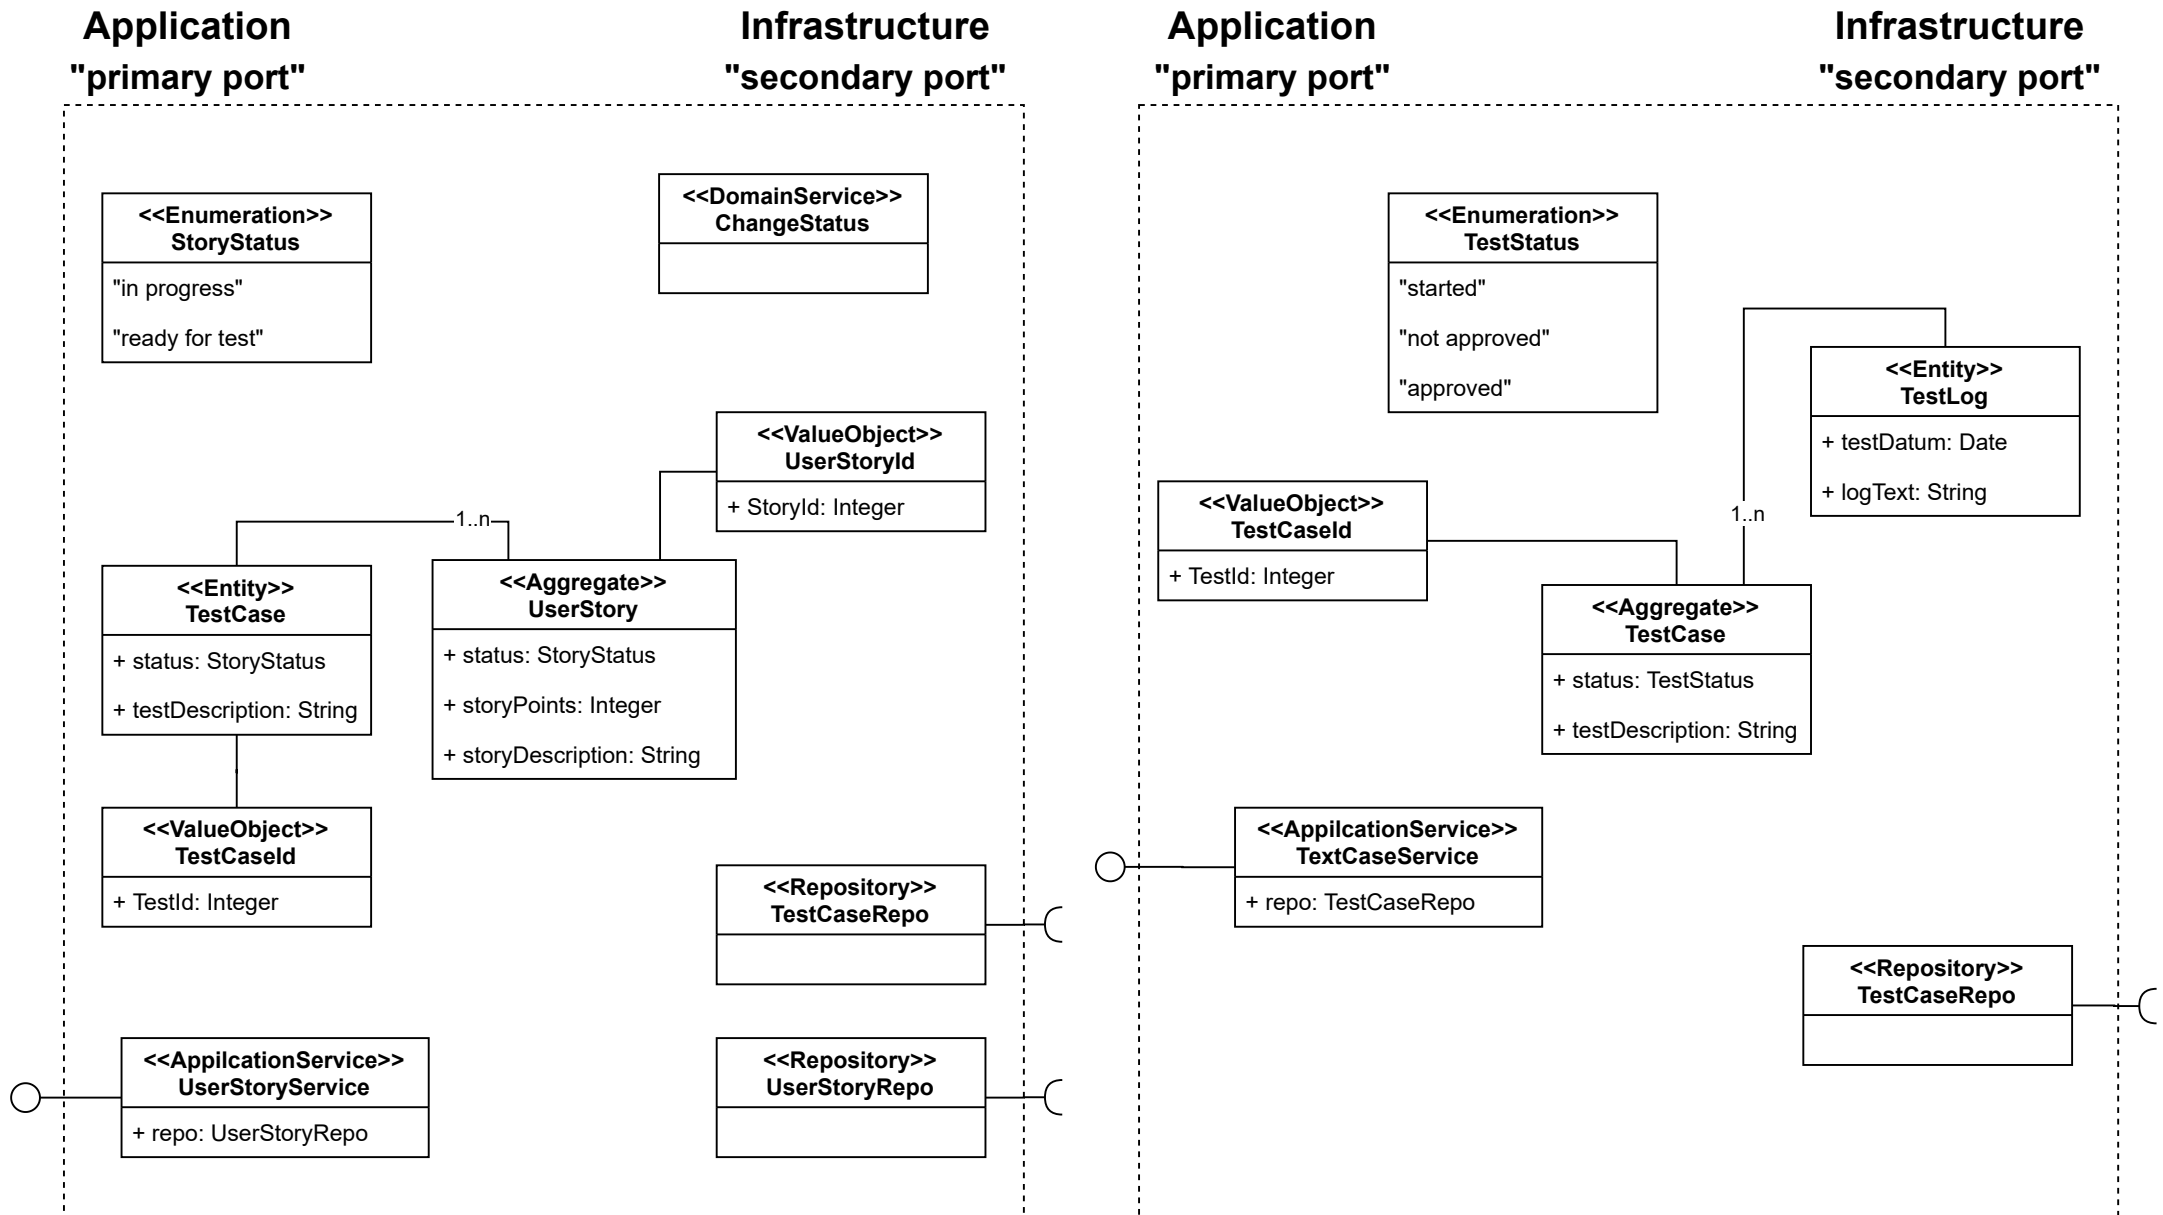 Application
"primary port"
Infrastructure
"secondary port"
<<Enumeration>>
StoryStatus
"in progress"
"ready for test"
<<DomainService>>
ChangeStatus
<<ValueObject>>
UserStoryId
+ StoryId: Integer
1..n
<<Entity>>
TestCase
+ status: StoryStatus
+ testDescription: String
<<Aggregate>>
UserStory
+ status: StoryStatus
+ storyPoints: Integer
+ storyDescription: String
<<ValueObject>>
TestCaseId
+ TestId: Integer
<<Repository>>
TestCaseRepo
<<AppilcationService>>
UserStoryService
+ repo: UserStoryRepo
<<Repository>>
UserStoryRepo
Application
"primary port"
Infrastructure
"secondary port"
<<Enumeration>>
TestStatus
"started"
"not approved"
"approved"
<<Entity>>
TestLog
+ testDatum: Date
+ logText: String
<<ValueObject>>
TestCaseId
+ TestId: Integer
1..n
<<Aggregate>>
TestCase
+ status: TestStatus
+ testDescription: String
<<AppilcationService>>
TextCaseService
+ repo: TestCaseRepo
<<Repository>>
TestCaseRepo